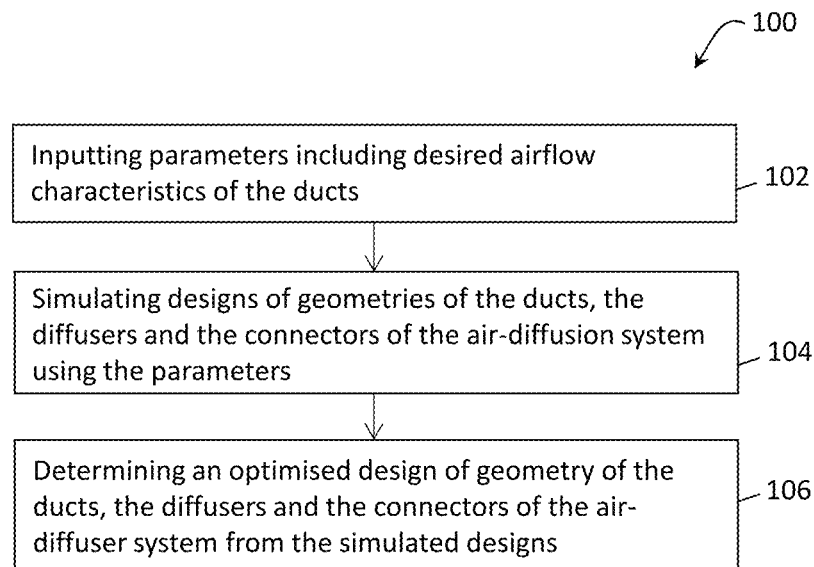 100
Inputting parameters including desired airflow
characteristics of the ducts
102
Simulating designs of geometries of the ducts, the
diffusers and the connectors of the air-diffusion system
using the parameters
104
Determining an optimised design of geometry of the
ducts, the diffusers and the connectors of the air-
diffuser system from the simulated designs
106